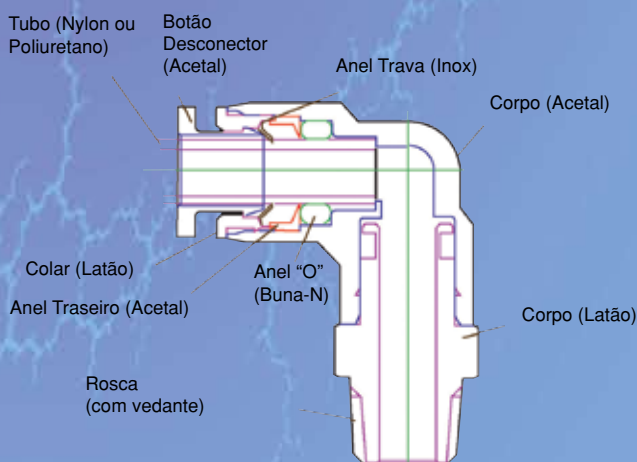 Tubo (Nylon ou
Poliuretano)
Botão
Desconector
(Acetal)
Anel Trava (Inox)
Corpo (Acetal)
Colar (Latão)
Anel Traseiro (Acetal)
Anel “O”
(Buna-N)
Corpo (Latão)
Rosca
(com vedante)